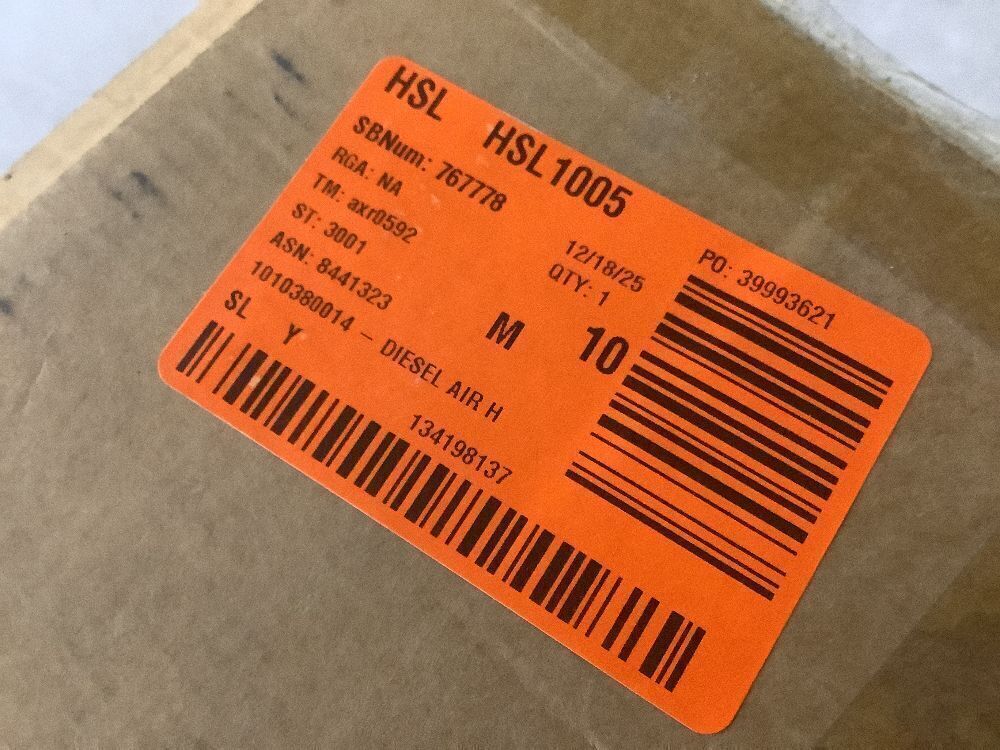 HSL HSL1005
SBNum: 767778
RGA: NA
TM: axr0592
ST: 3001
ASN: 8441323
12/18/25
QTY: 1
PO: 39993621
1010380014 – DIESEL AIR H
M 10
SL Y
134198137